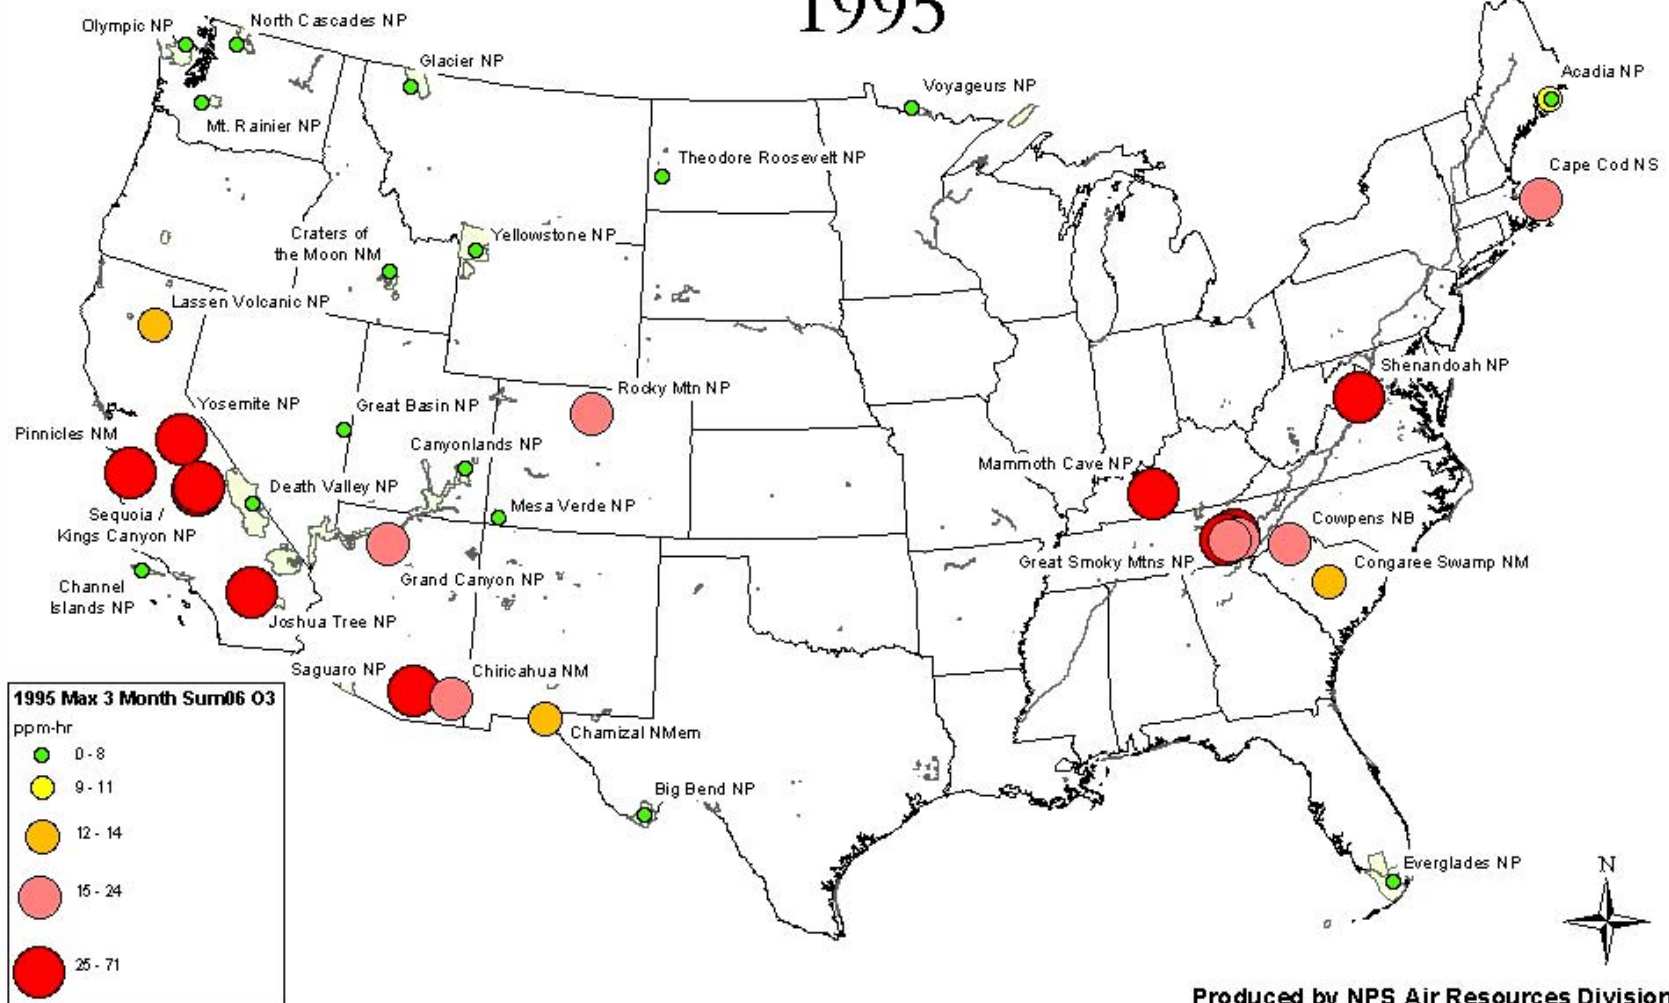 1995
Olympic NP
North Cascades NP
Glacier NP
Voyageurs NP
Acadia NP
Mt. Rainier NP
Theodore Roosevelt NP
Cape Cod NS
Craters of
the Moon NM
Yellowstone NP
Lassen Volcanic NP
Shenandoah NP
Rocky Mtn NP
Yosemite NP
Great Basin NP
Pinnicles NM
Canyonlands NP
Mammoth Cave NP
Death Valley NP
Mesa Verde NP
Sequoia /
Kings Canyon NP
Cowpens NB
Great Smoky Mtns NP
Congaree Swamp NM
Grand Canyon NP
Channel
Islands NP
Joshua Tree NP
Saguaro NP
Chiricahua NM
Chamizal NMem
Big Bend NP
Everglades NP
1995 Max 3 Month Sum06 O3
ppm-hr
0 - 8
9 - 11
12 - 14
15 - 24
25 - 71
N
Produced by NPS Air Resources Division